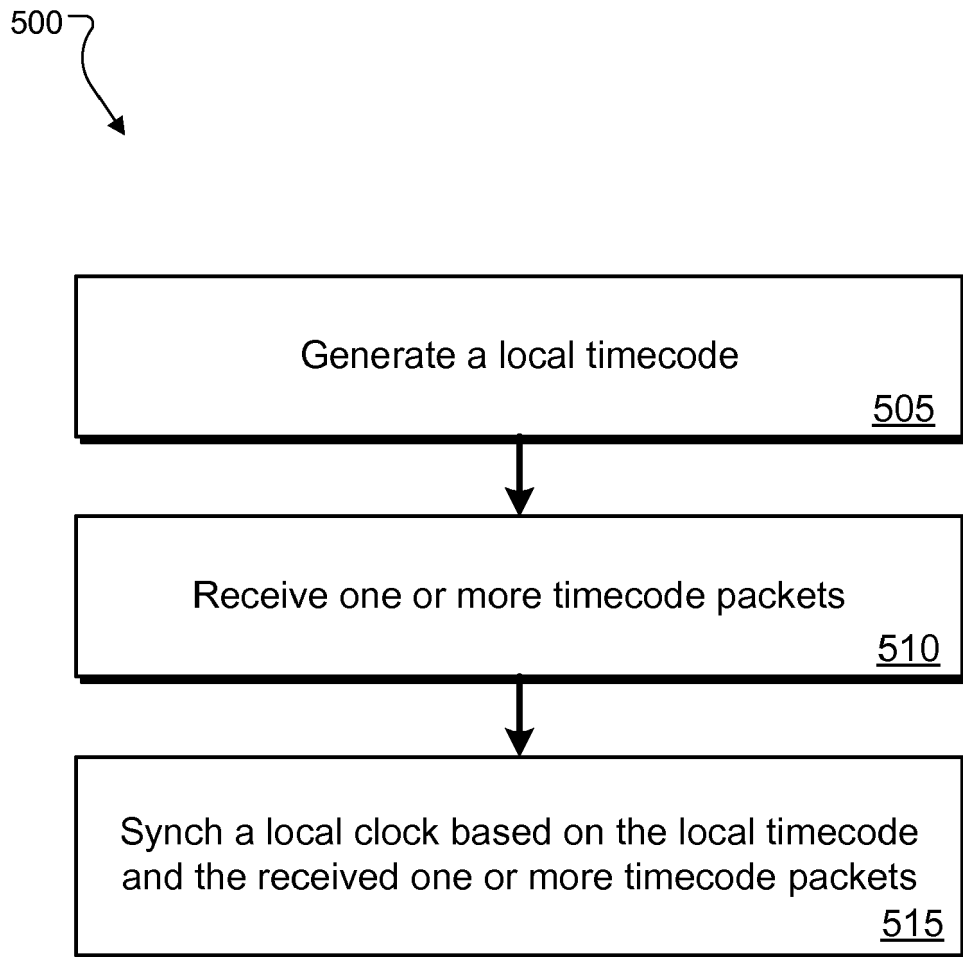 500
Generate a local timecode
505
Receive one or more timecode packets
510
Synch a local clock based on the local timecode
and the received one or more timecode packets
515